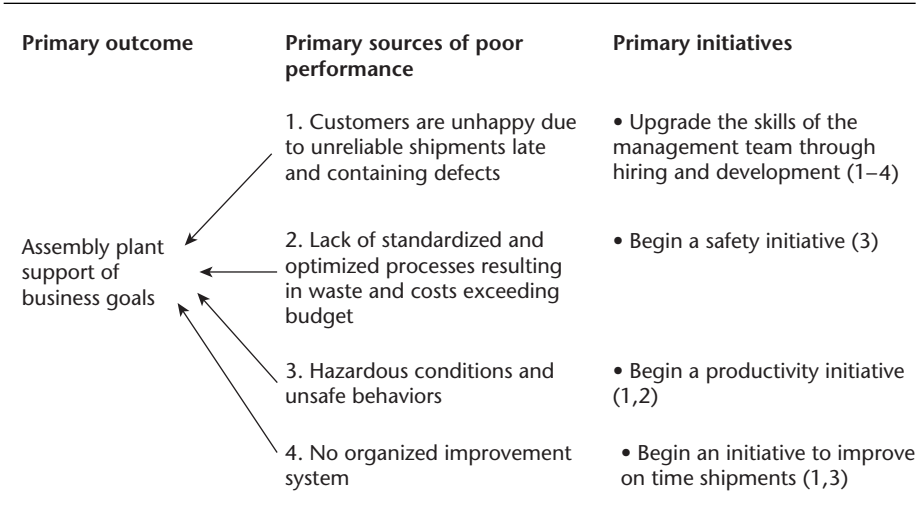 Primary outcome
Primary sources of poor
performance
Primary initiatives
1. Customers are unhappy due
to unreliable shipments late
and containing defects
• Upgrade the skills of the
management team through
hiring and development (1–4)
Assembly plant
support of
business goals
2. Lack of standardized and
optimized processes resulting
in waste and costs exceeding
budget
• Begin a safety initiative (3)
3. Hazardous conditions and
unsafe behaviors
• Begin a productivity initiative
(1,2)
4. No organized improvement
system
• Begin an initiative to improve
on time shipments (1,3)